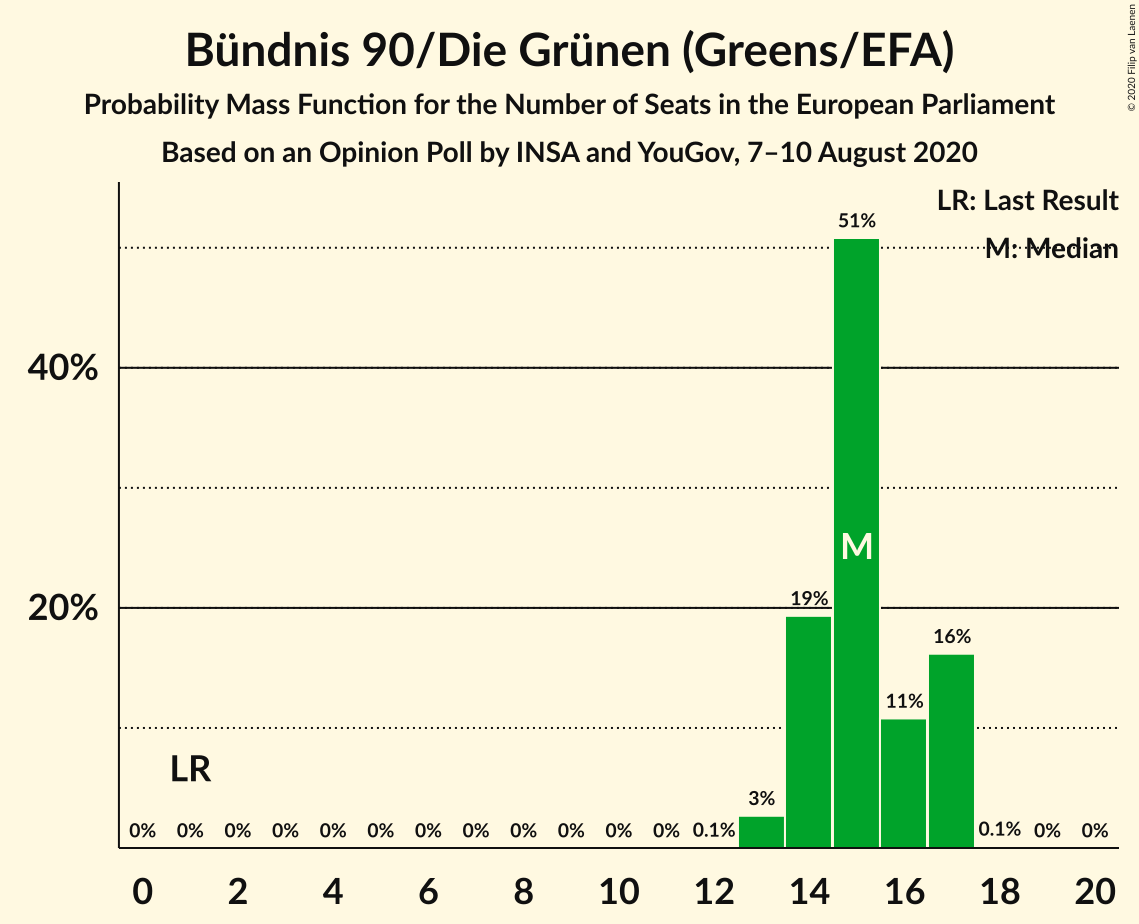 Bündnis 90/Die Grünen (Greens/EFA)
Probability Mass Function for the Number of Seats in the European Parliament
Based on an Opinion Poll by INSA and YouGov, 7–10 August 2020
© 2020 Filip van Laenen
LR: Last Result
M: Median
51%
40%
M
20%
19%
16%
11%
LR
3%
0% 0% 0% 0% 0% 0% 0% 0% 0% 0% 0% 0% 0.1% 0.1% 0% 0%
0 2 4 6 8 10 12 14 16 18 20